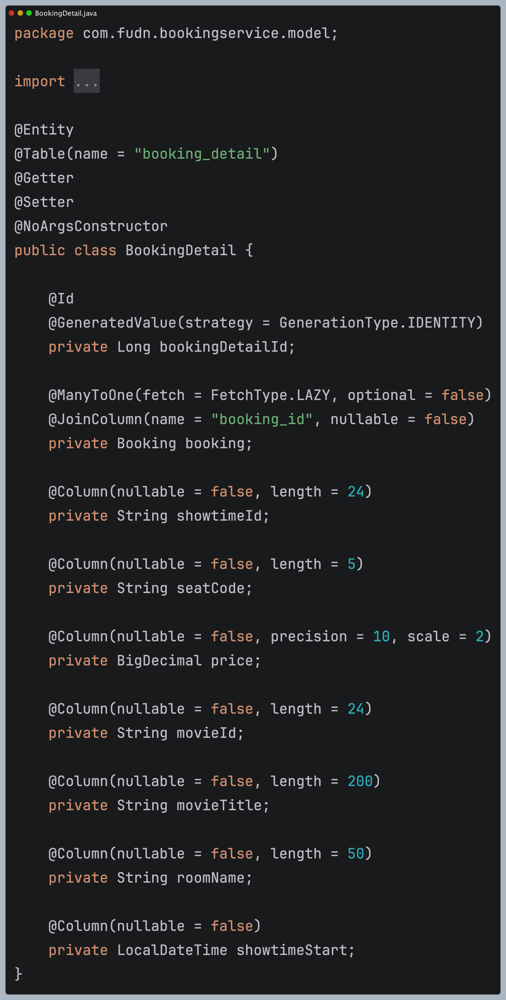 BookingDetail.java
package com.fudn.bookingservice.model;
import ...
@Entity
@Table(name = "booking_detail")
@Getter
@Setter
@NoArgsConstructor
public class BookingDetail {
    @Id
    @GeneratedValue(strategy = GenerationType.IDENTITY)
    private Long bookingDetailId;
    @ManyToOne(fetch = FetchType.LAZY, optional = false)
    @JoinColumn(name = "booking_id", nullable = false)
    private Booking booking;
    @Column(nullable = false, length = 24)
    private String showtimeId;
    @Column(nullable = false, length = 5)
    private String seatCode;
    @Column(nullable = false, precision = 10, scale = 2)
    private BigDecimal price;
    @Column(nullable = false, length = 24)
    private String movieId;
    @Column(nullable = false, length = 200)
    private String movieTitle;
    @Column(nullable = false, length = 50)
    private String roomName;
    @Column(nullable = false)
    private LocalDateTime showtimeStart;
}